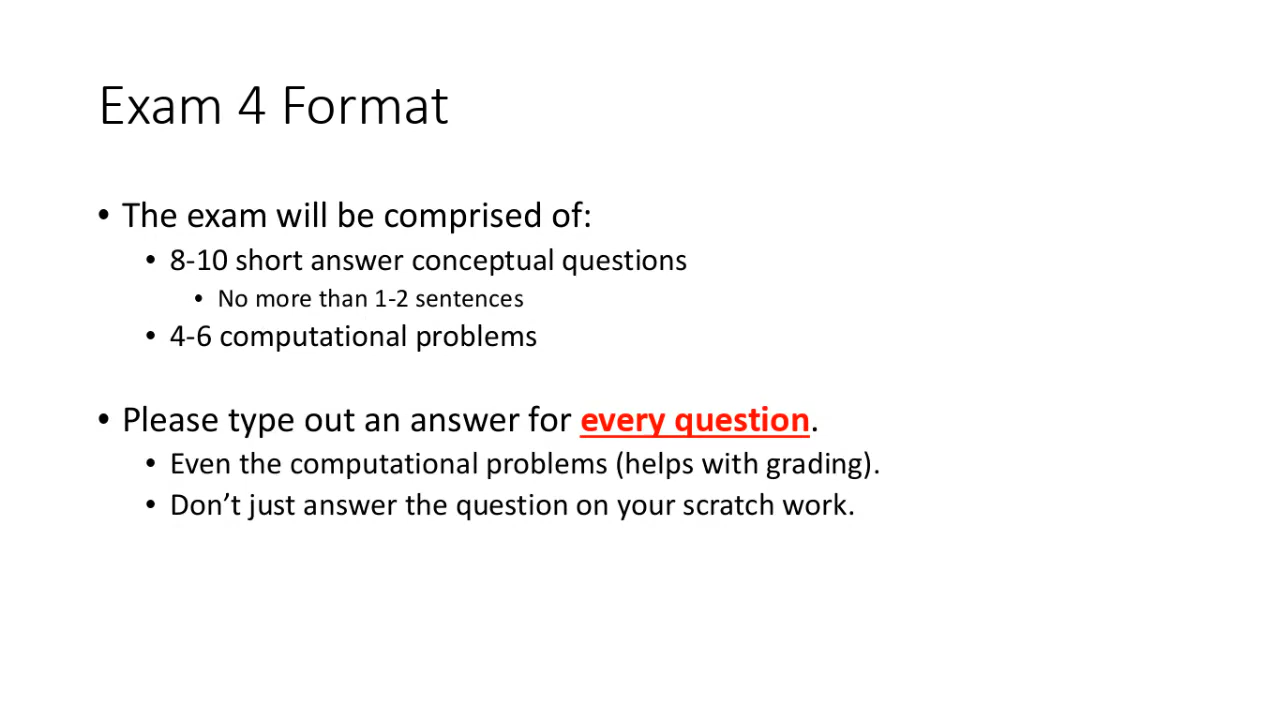 Exam 4 Format
• The exam will be comprised of:
• 8-10 short answer conceptual questions
• No more than 1-2 sentences
• 4-6 computational problems
• Please type out an answer for every question.
• Even the computational problems (helps with grading).
• Don’t just answer the question on your scratch work.